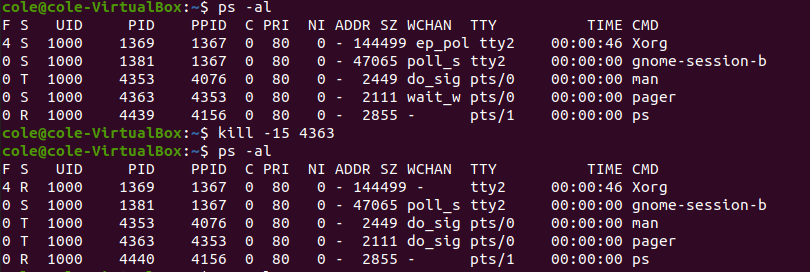 cole@cole-VirtualBox:~$ ps -al
F S   UID     PID    PPID  C PRI  NI ADDR SZ WCHAN  TTY          TIME CMD
4 S  1000    1369    1367  0  80   0 - 144499 ep_pol tty2    00:00:46 Xorg
0 S  1000    1381    1367  0  80   0 - 47065 poll_s tty2     00:00:00 gnome-session-b
0 T  1000    4353    4076  0  80   0 -  2449 do_sig pts/0    00:00:00 man
0 S  1000    4363    4353  0  80   0 -  2111 wait_w pts/0    00:00:00 pager
0 R  1000    4439    4156  0  80   0 -  2855 -      pts/1    00:00:00 ps
cole@cole-VirtualBox:~$ kill -15 4363
cole@cole-VirtualBox:~$ ps -al
F S   UID     PID    PPID  C PRI  NI ADDR SZ WCHAN  TTY          TIME CMD
4 R  1000    1369    1367  0  80   0 - 144499 -     tty2     00:00:46 Xorg
0 S  1000    1381    1367  0  80   0 - 47065 poll_s tty2     00:00:00 gnome-session-b
0 T  1000    4353    4076  0  80   0 -  2449 do_sig pts/0    00:00:00 man
0 T  1000    4363    4353  0  80   0 -  2111 do_sig pts/0    00:00:00 pager
0 R  1000    4440    4156  0  80   0 -  2855 -      pts/1    00:00:00 ps